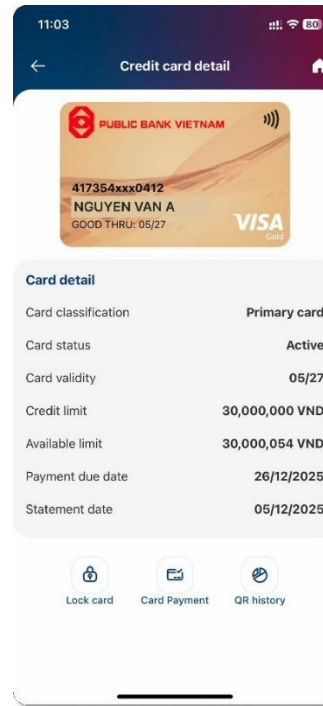 11:03 80
Credit card detail
PUBLIC BANK VIETNAM
417354xxx0412
NGUYEN VAN A
GOOD THRU: 05/27
VISA
Gold
Card detail
Card classification Primary card
Card status Active
Card validity 05/27
Credit limit 30,000,000 VND
Available limit 30,000,054 VND
Payment due date 26/12/2025
Statement date 05/12/2025
Lock card Card Payment QR history